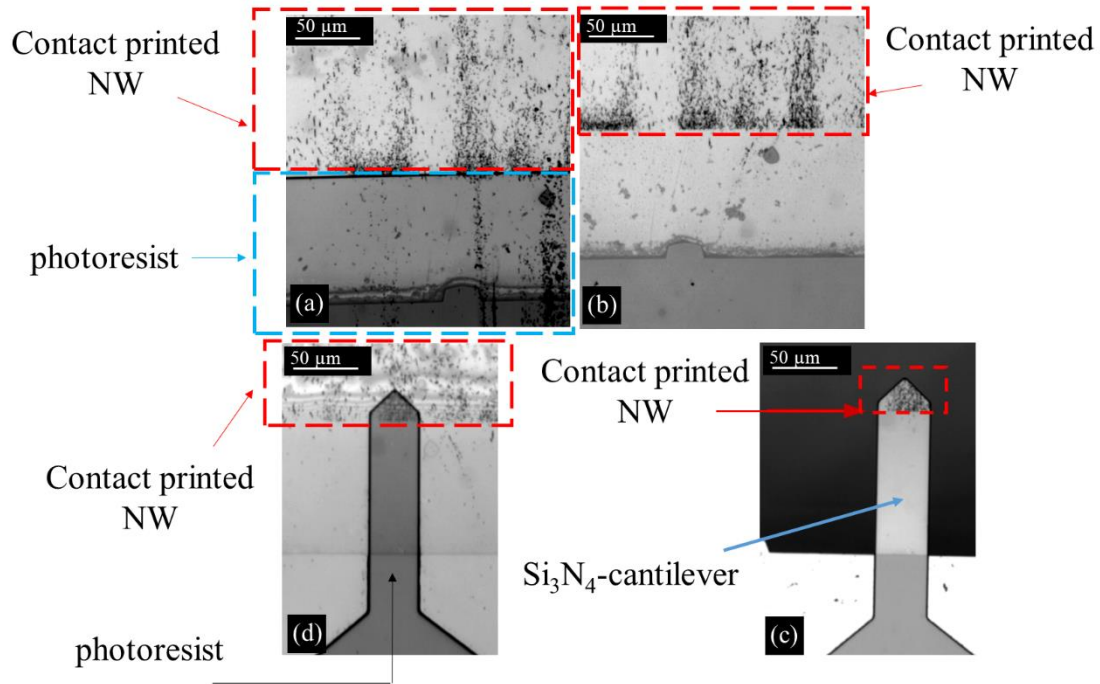 50 µm
50 µm
Contact printed
NW
Contact printed
NW
photoresist
(a)
(b)
50 µm
Contact printed
NW
50 µm
Contact printed
NW
Si₃N₄-cantilever
(d)
(c)
photoresist